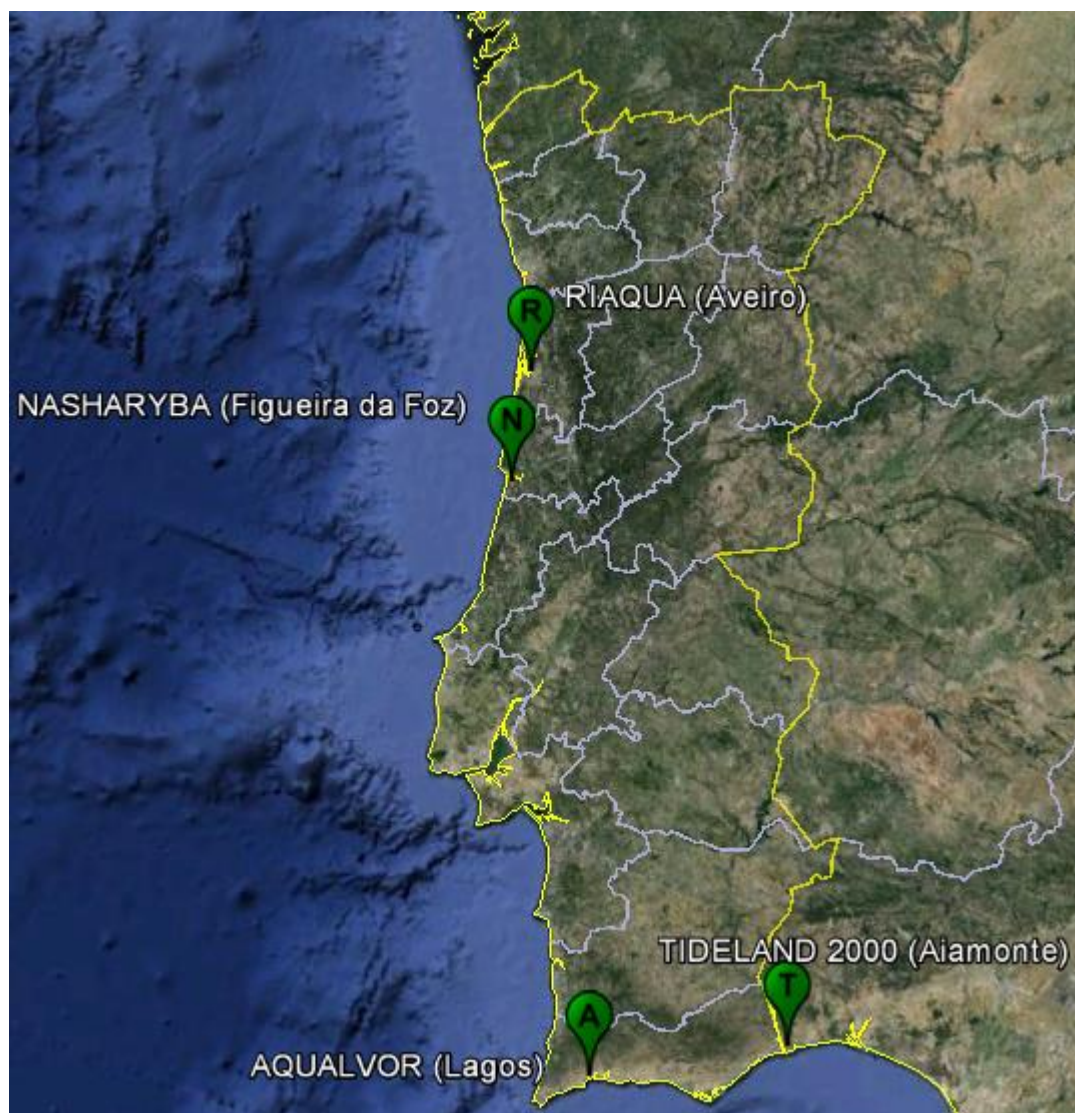 R
RIAQUA (Aveiro)
NASHARYBA (Figueira da Foz)
N
TIDELAND 2000 (Aiamonte)
T
A
AQUALVOR (Lagos)